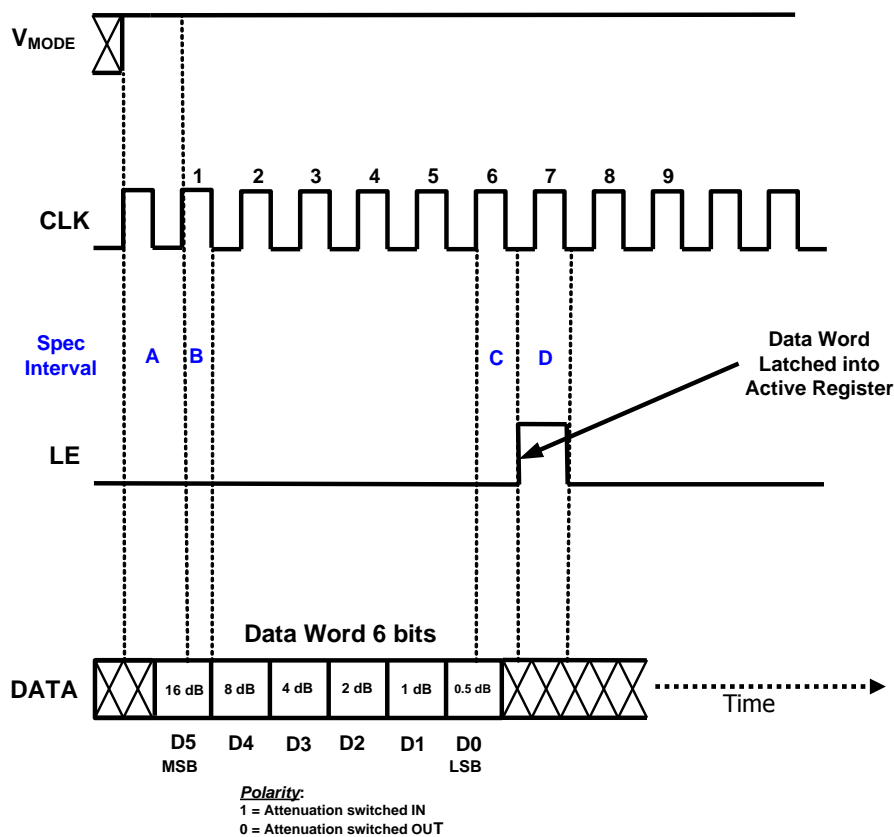 VMODE
1 2 3 4 5 6 7 8 9
CLK
Spec
Interval
A B C D
Data Word
Latched into
Active Register
LE
Data Word 6 bits
DATA
16 dB 8 dB 4 dB 2 dB 1 dB 0.5 dB
Time
D5 D4 D3 D2 D1 D0
MSB LSB
Polarity:
1 = Attenuation switched IN
0 = Attenuation switched OUT